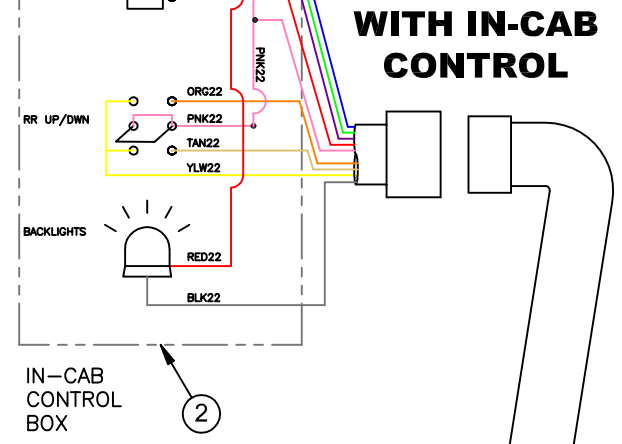 WITH IN-CAB
CONTROL
PNK22
ORG22
RR UP/DWN
PNK22
TAN22
YLW22
BACKLIGHTS
RED22
BLK22
IN-CAB
CONTROL
BOX
2